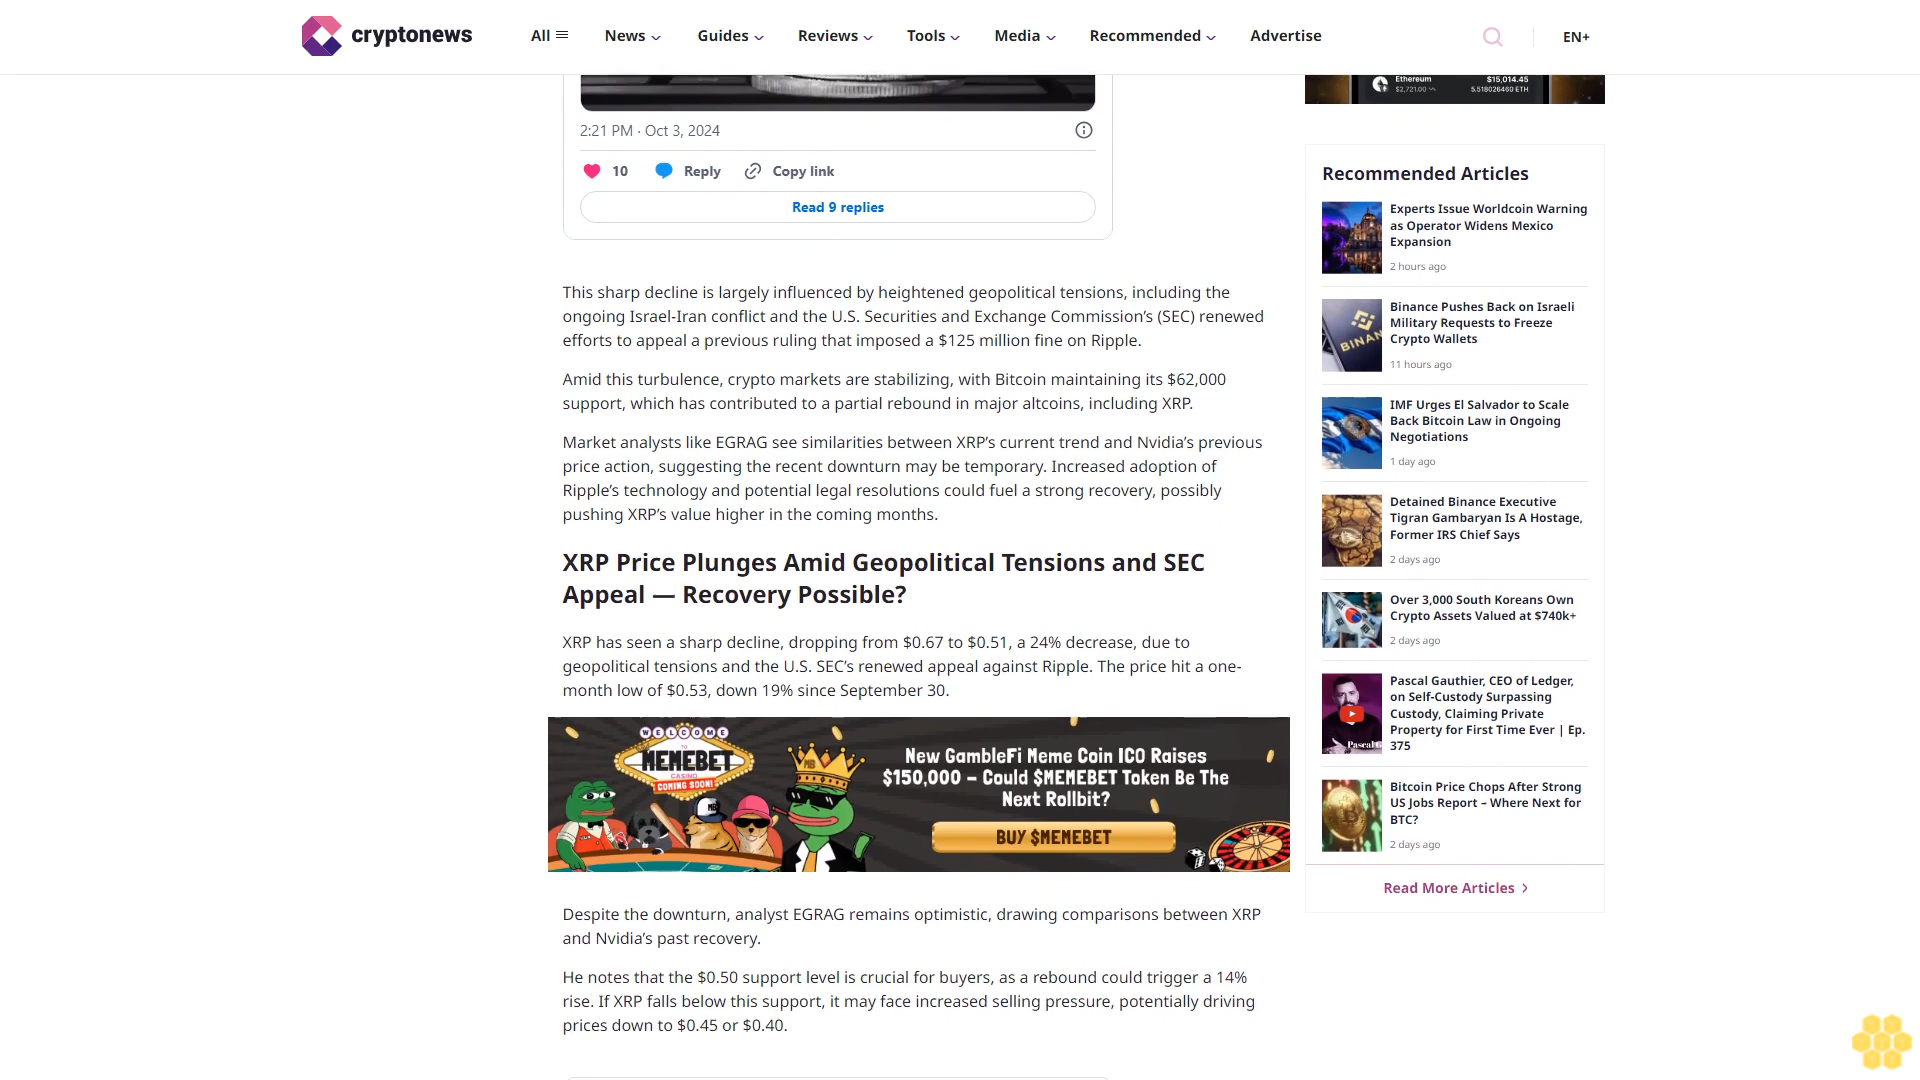 cryptonews
All
News
Guides
Reviews
Tools
Media
Recommended
Advertise
EN+
Ethereum
$2,721.00
$15,014.45
5.518026460 ETH
2:21 PM · Oct 3, 2024
10
Reply
Copy link
Read 9 replies
This sharp decline is largely influenced by heightened geopolitical tensions, including the
ongoing Israel-Iran conflict and the U.S. Securities and Exchange Commission's (SEC) renewed
efforts to appeal a previous ruling that imposed a $125 million fine on Ripple.
Amid this turbulence, crypto markets are stabilizing, with Bitcoin maintaining its $62,000
support, which has contributed to a partial rebound in major altcoins, including XRP.
Market analysts like EGRAG see similarities between XRP's current trend and Nvidia's previous
price action, suggesting the recent downturn may be temporary. Increased adoption of
Ripple's technology and potential legal resolutions could fuel a strong recovery, possibly
pushing XRP's value higher in the coming months.
XRP Price Plunges Amid Geopolitical Tensions and SEC
Appeal — Recovery Possible?
XRP has seen a sharp decline, dropping from $0.67 to $0.51, a 24% decrease, due to
geopolitical tensions and the U.S. SEC's renewed appeal against Ripple. The price hit a one-
month low of $0.53, down 19% since September 30.
WELCOME
TO
MEMEBET
CASINO
COMING SOON!
MB
MB
New GambleFi Meme Coin ICO Raises
$150,000 – Could $MEMEBET Token Be The
Next Rollbit?
BUY $MEMEBET
Despite the downturn, analyst EGRAG remains optimistic, drawing comparisons between XRP
and Nvidia's past recovery.
He notes that the $0.50 support level is crucial for buyers, as a rebound could trigger a 14%
rise. If XRP falls below this support, it may face increased selling pressure, potentially driving
prices down to $0.45 or $0.40.
Recommended Articles
Experts Issue Worldcoin Warning
as Operator Widens Mexico
Expansion
2 hours ago
BINAN
Binance Pushes Back on Israeli
Military Requests to Freeze
Crypto Wallets
11 hours ago
IMF Urges El Salvador to Scale
Back Bitcoin Law in Ongoing
Negotiations
1 day ago
Detained Binance Executive
Tigran Gambaryan Is A Hostage,
Former IRS Chief Says
2 days ago
Over 3,000 South Koreans Own
Crypto Assets Valued at $740k+
2 days ago
Pascal G
Pascal Gauthier, CEO of Ledger,
on Self-Custody Surpassing
Custody, Claiming Private
Property for First Time Ever | Ep.
375
Bitcoin Price Chops After Strong
US Jobs Report – Where Next for
BTC?
2 days ago
Read More Articles